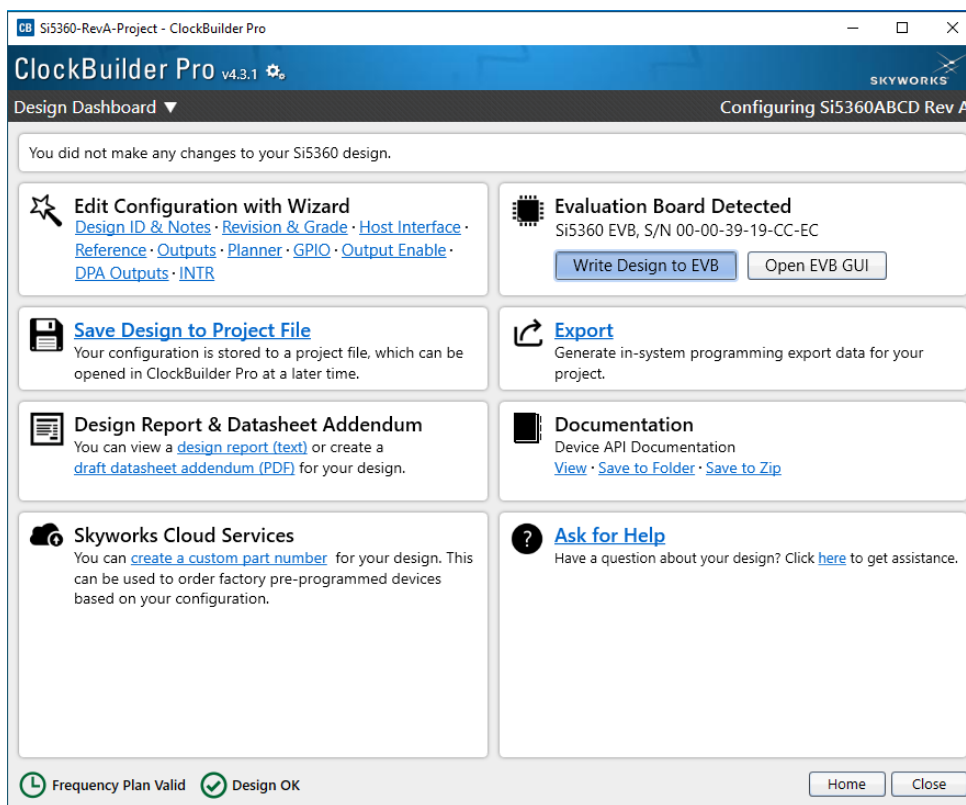 CB Si5360-RevA-Project - ClockBuilder Pro
ClockBuilder Pro v4.3.1
SKYWORKS
Design Dashboard ▼
Configuring Si5360ABCD Rev A
You did not make any changes to your Si5360 design.
Edit Configuration with Wizard
Design ID & Notes · Revision & Grade · Host Interface ·
Reference · Outputs · Planner · GPIO · Output Enable ·
DPA Outputs · INTR
Evaluation Board Detected
Si5360 EVB, S/N 00-00-39-19-CC-EC
Write Design to EVB
Open EVB GUI
Save Design to Project File
Your configuration is stored to a project file, which can be
opened in ClockBuilder Pro at a later time.
Export
Generate in-system programming export data for your
project.
Design Report & Datasheet Addendum
You can view a design report (text) or create a
draft datasheet addendum (PDF) for your design.
Documentation
Device API Documentation
View · Save to Folder · Save to Zip
Skyworks Cloud Services
You can create a custom part number for your design. This
can be used to order factory pre-programmed devices
based on your configuration.
?
Ask for Help
Have a question about your design? Click here to get assistance.
Frequency Plan Valid
Design OK
Home
Close